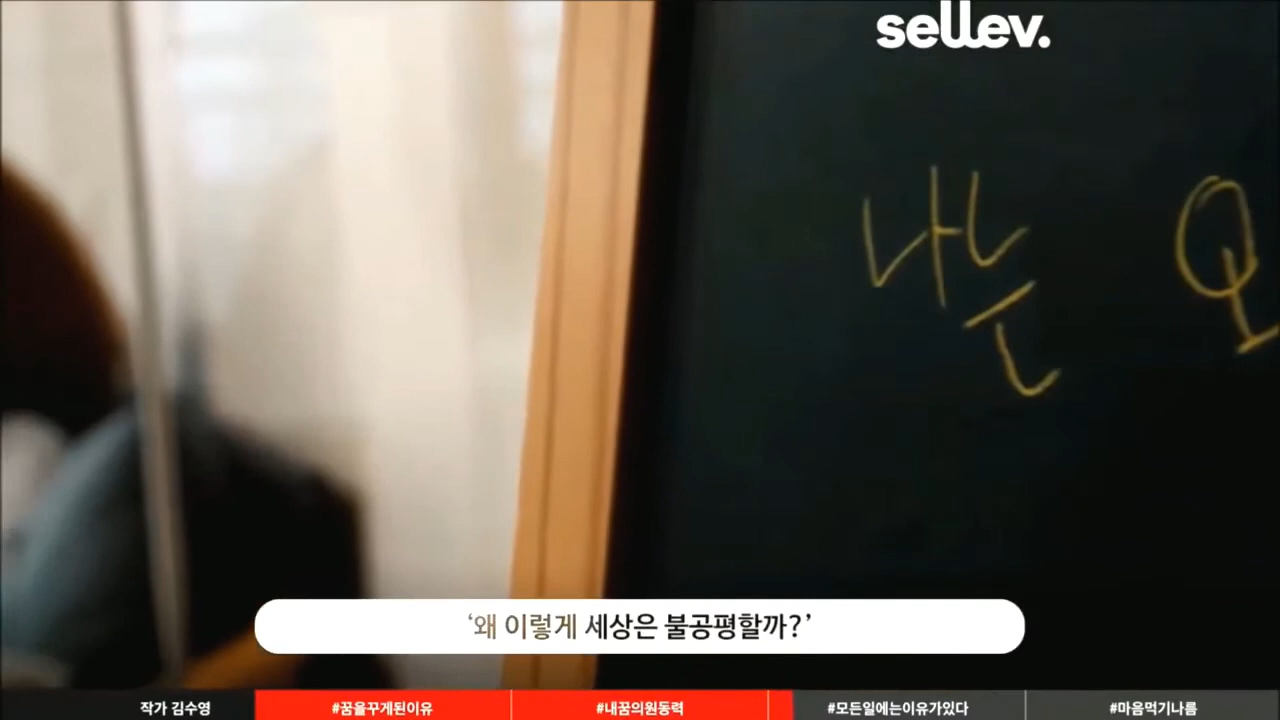 sellev.
나는
‘왜 이렇게 세상은 불공평할까?’
작가 김수영
#꿈을꾸게된이유
#내꿈의원동력
#모든일에는이유가있다
#마음먹기나름